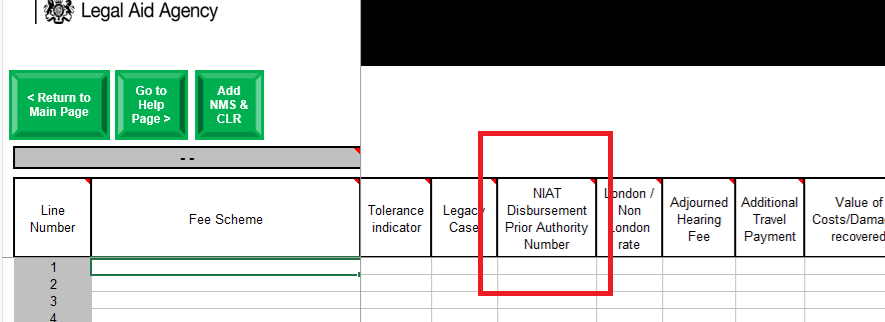 Legal Aid Agency
< Return to
Main Page
Go to
Help
Page >
Add
NMS &
CLR
- -
Line
Number
Fee Scheme
Tolerance
indicator
Legacy
Case
NIAT
Disbursement
Prior Authority
Number
London /
Non
London
rate
Adjourned
Hearing
Fee
Additional
Travel
Payment
Value of
Costs/Dama
recovered
1
2
3
4